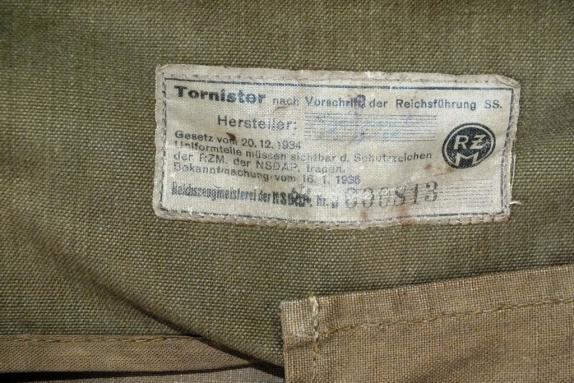 Tornister nach Vorschrift der Reichsführung SS.
Hersteller:
Gesetz vom 20.12.1934
Uniformteile müssen sichtbar d. Schutzzeichen
der RZM. der NSDAP. tragen.
Bekanntmachung vom 16.1.1936
Reichszeugmeisterei der NSDAP. Nr.
RZ
M